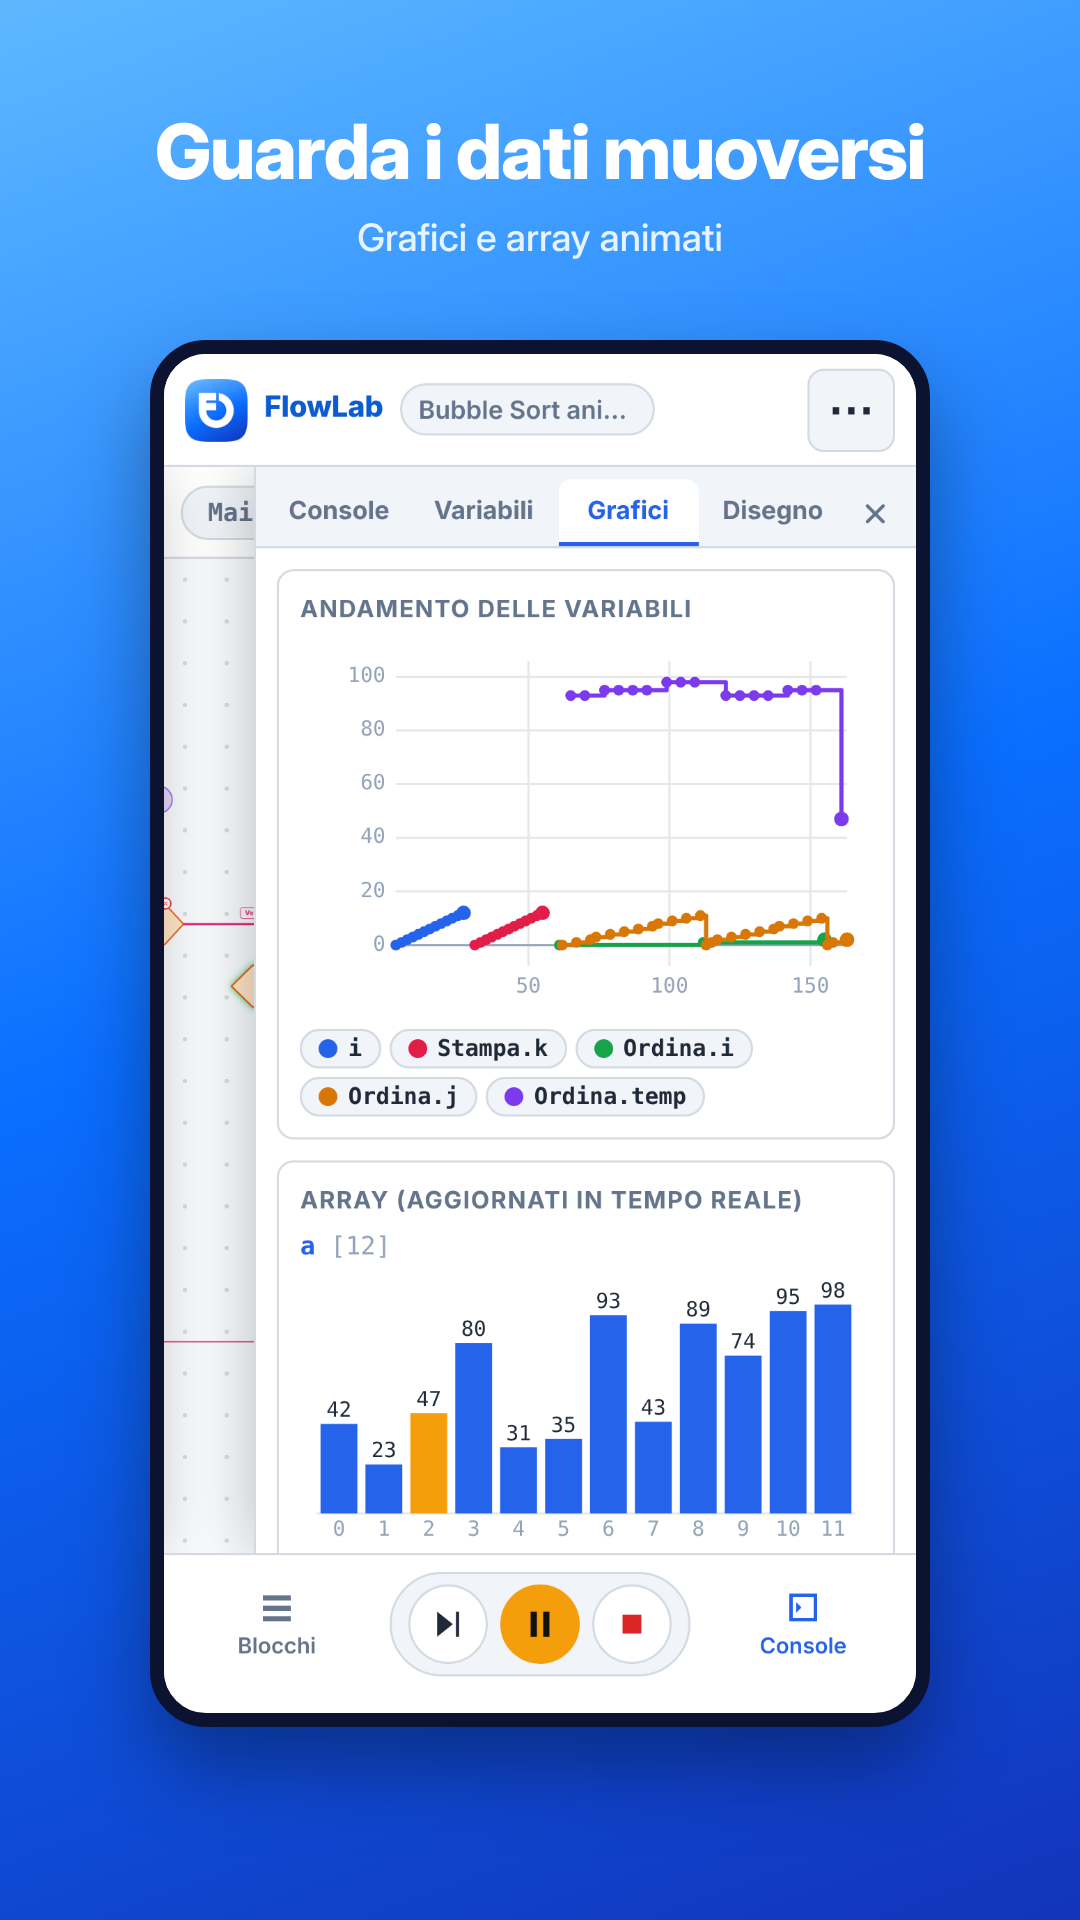 Guarda i dati muoversi
Grafici e array animati
FlowLab
Bubble Sort ani...
Mai
Console Variabili Grafici Disegno
ANDAMENTO DELLE VARIABILI
100
80
60
40
20
0
50 100 150
i Stampa.k Ordina.i
Ordina.j Ordina.temp
ARRAY (AGGIORNATI IN TEMPO REALE)
a [12]
42 23 47 80 31 35 93 43 89 74 95 98
0 1 2 3 4 5 6 7 8 9 10 11
Blocchi
Console